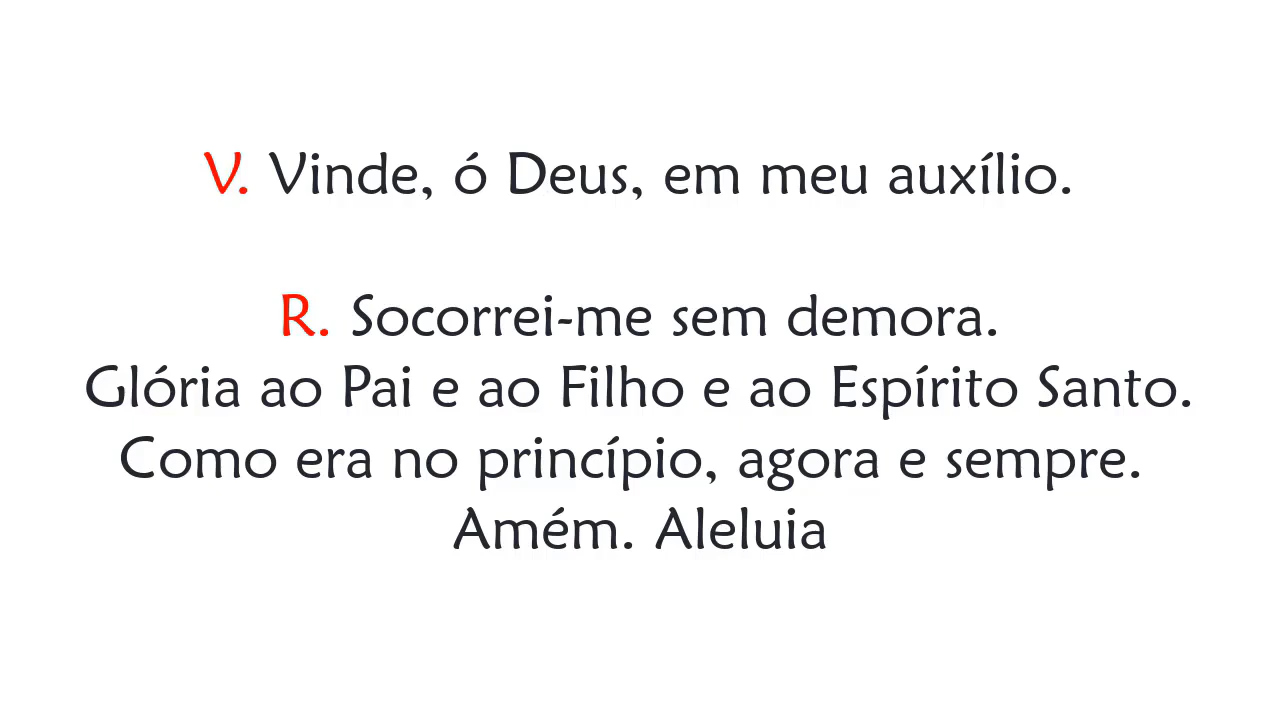 V. Vinde, ó Deus, em meu auxílio.
R. Socorrei-me sem demora.
Glória ao Pai e ao Filho e ao Espírito Santo.
Como era no princípio, agora e sempre.
Amém. Aleluia